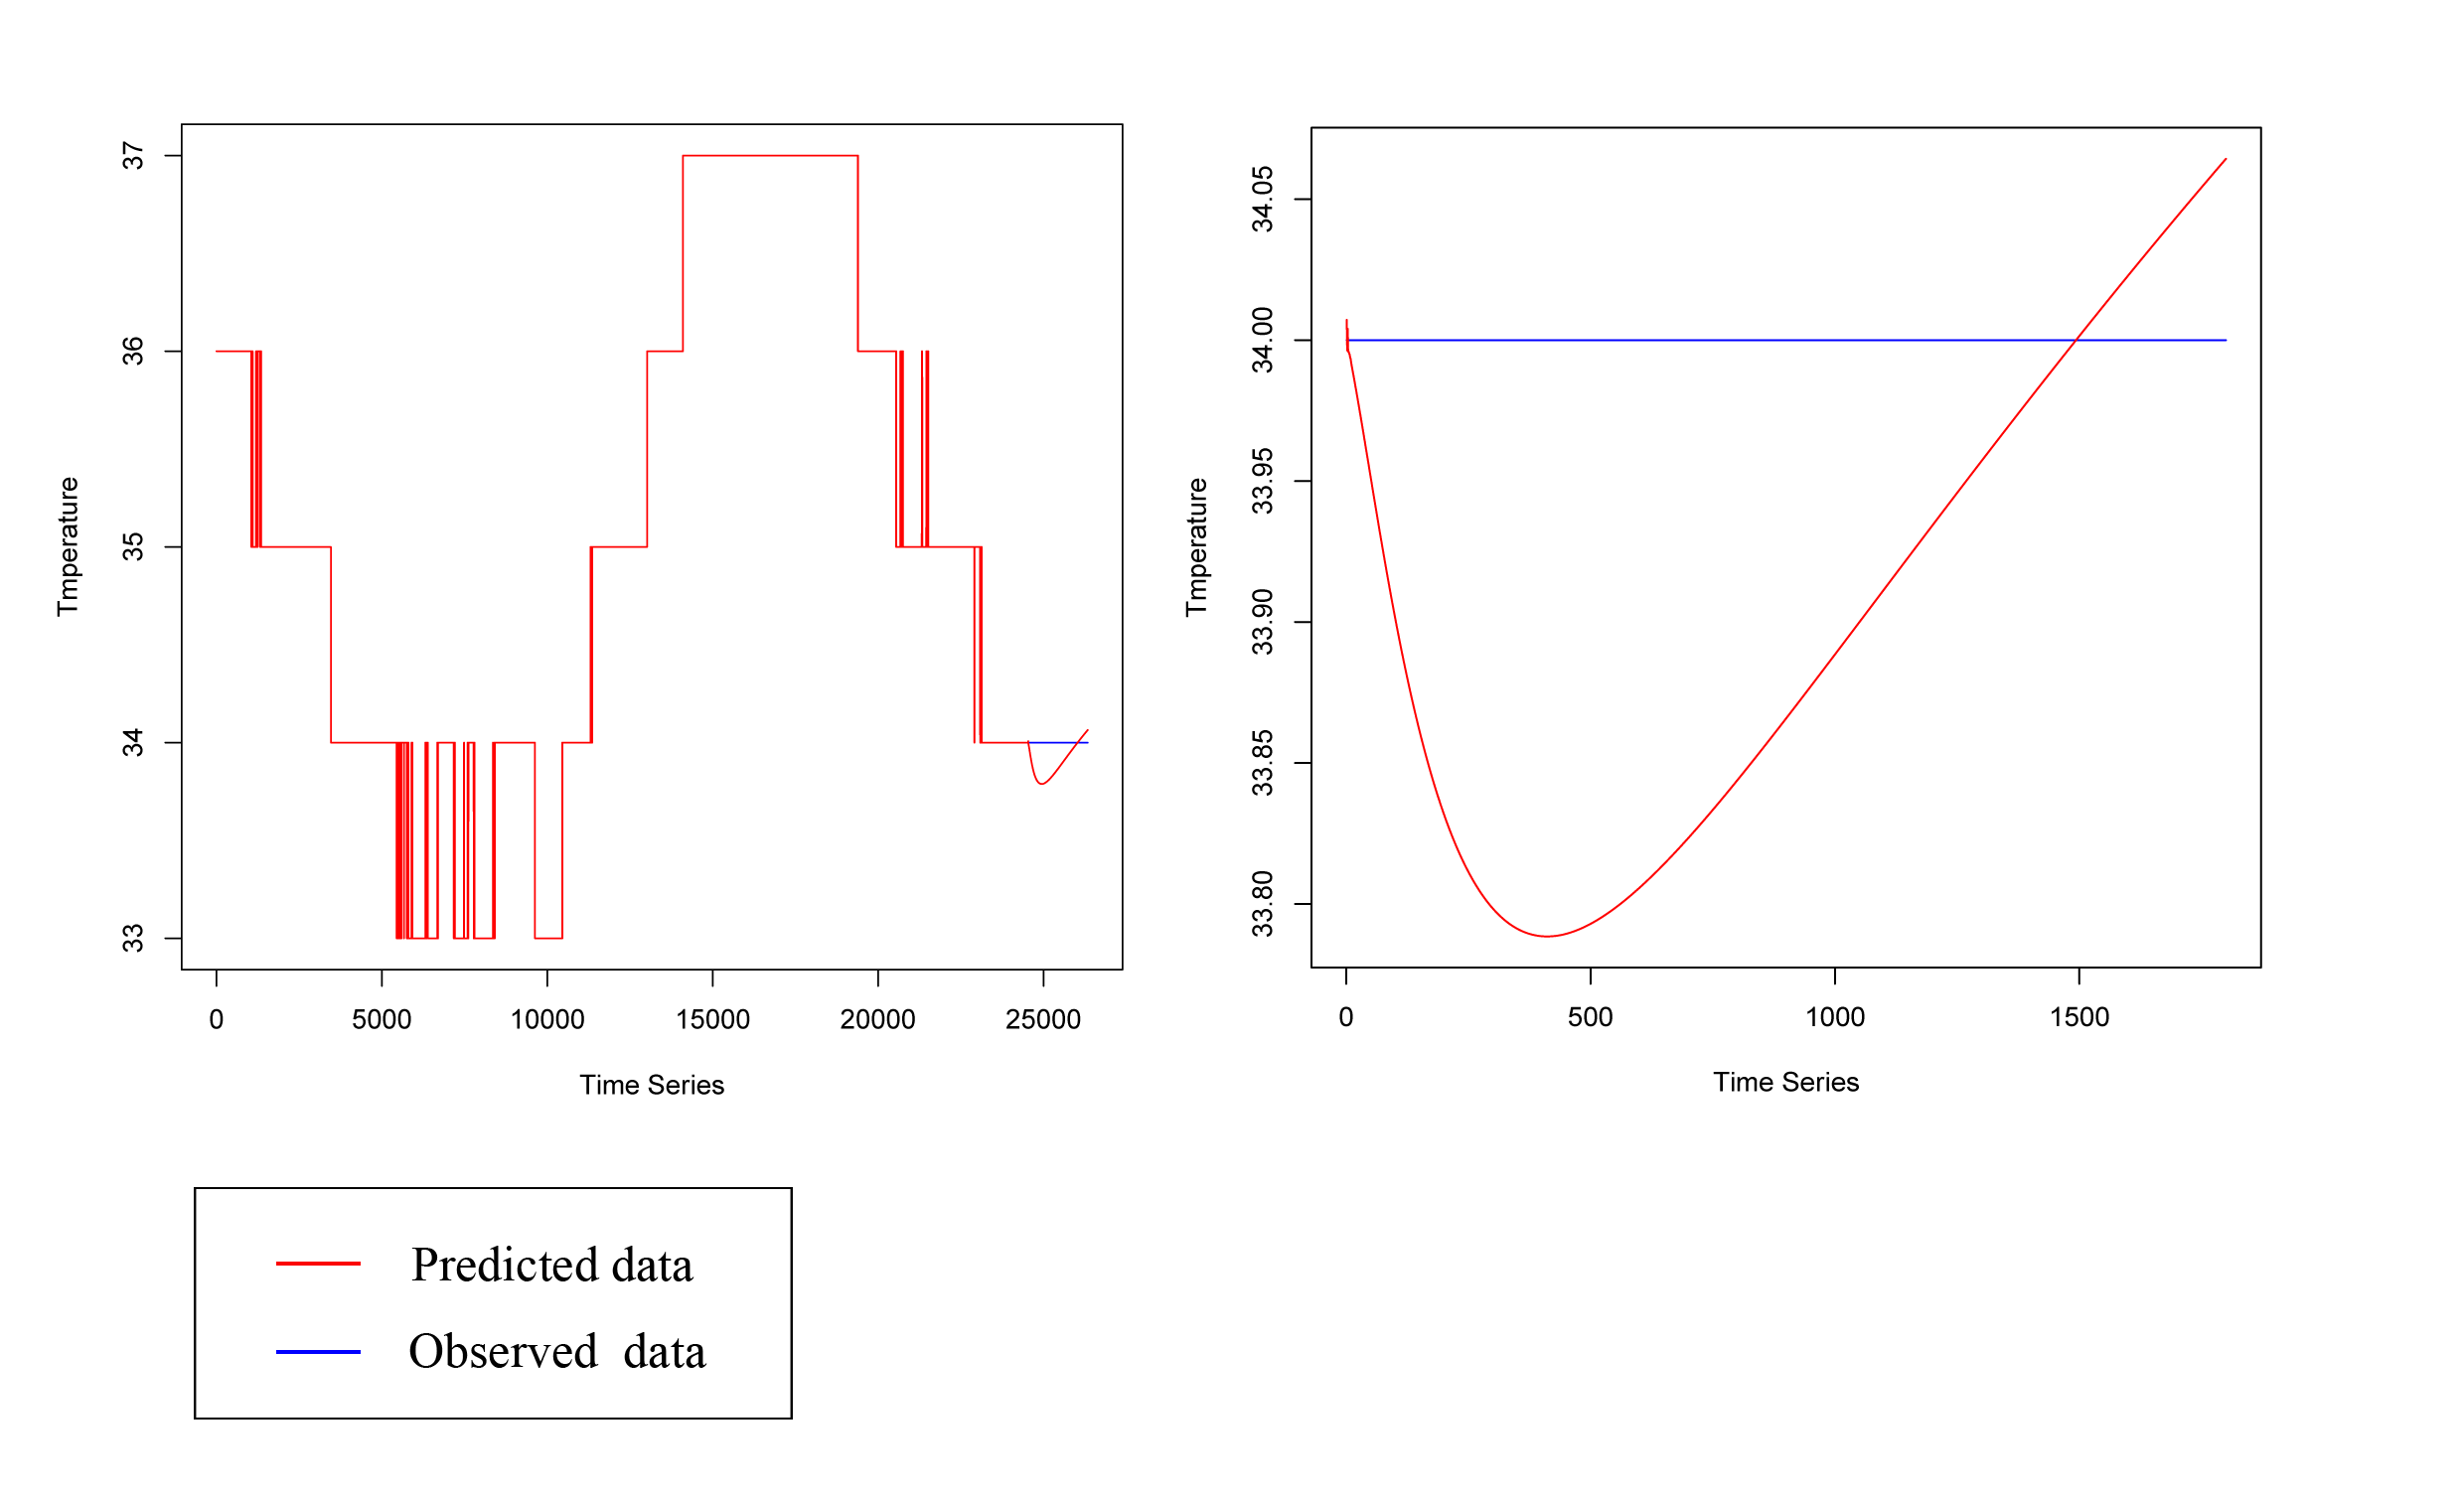 Tmperature
37
36
35
34
33
0 5000 10000 15000 20000 25000
Time Series
Tmperature
34.05
34.00
33.95
33.90
33.85
33.80
0 500 1000 1500
Time Series
Predicted data
Observed data